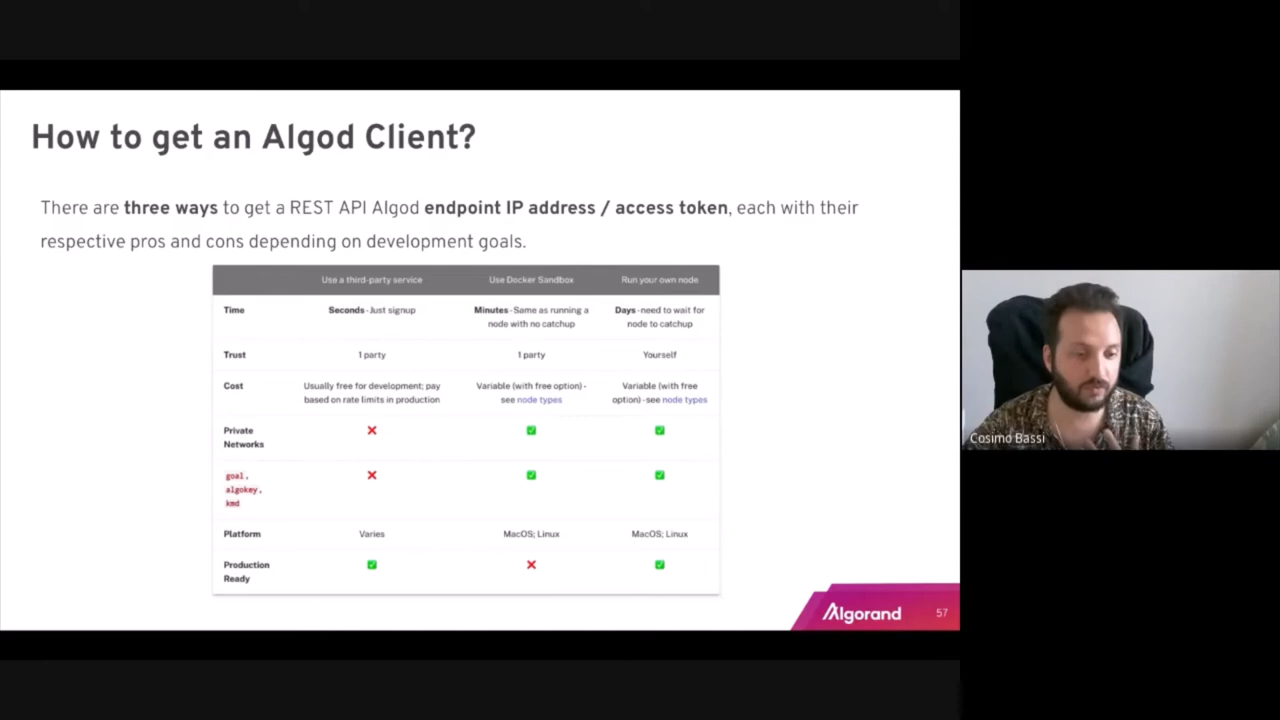 How to get an Algod Client?
There are three ways to get a REST API Algod endpoint IP address / access token, each with their
respective pros and cons depending on development goals.
Use a third-party service Use Docker Sandbox Run your own node
Time Seconds - Just signup Minutes - Same as running a node with no catchup Days - need to wait for node to catchup
Trust 1 party 1 party Yourself
Cost Usually free for development; pay based on rate limits in production Variable (with free option) - see node types Variable (with free option) - see node types
Private Networks ❌ ✅ ✅
goal, algokey, kmd ❌ ✅ ✅
Platform Varies MacOS; Linux MacOS; Linux
Production Ready ✅ ❌ ✅
Algorand 57
Cosimo Bassi